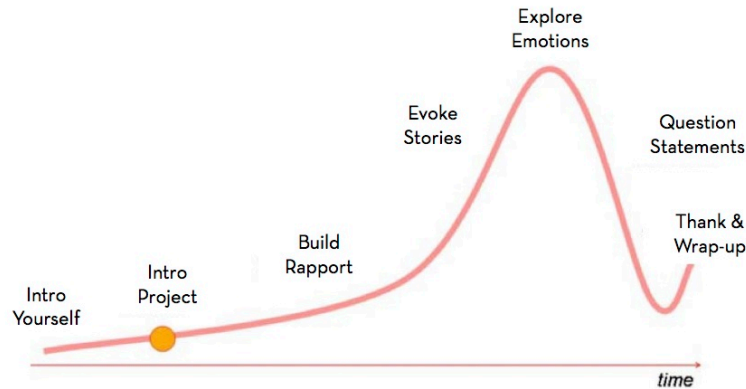 Intro
Yourself
Intro
Project
Build
Rapport
Evoke
Stories
Explore
Emotions
Question
Statements
Thank &
Wrap-up
time